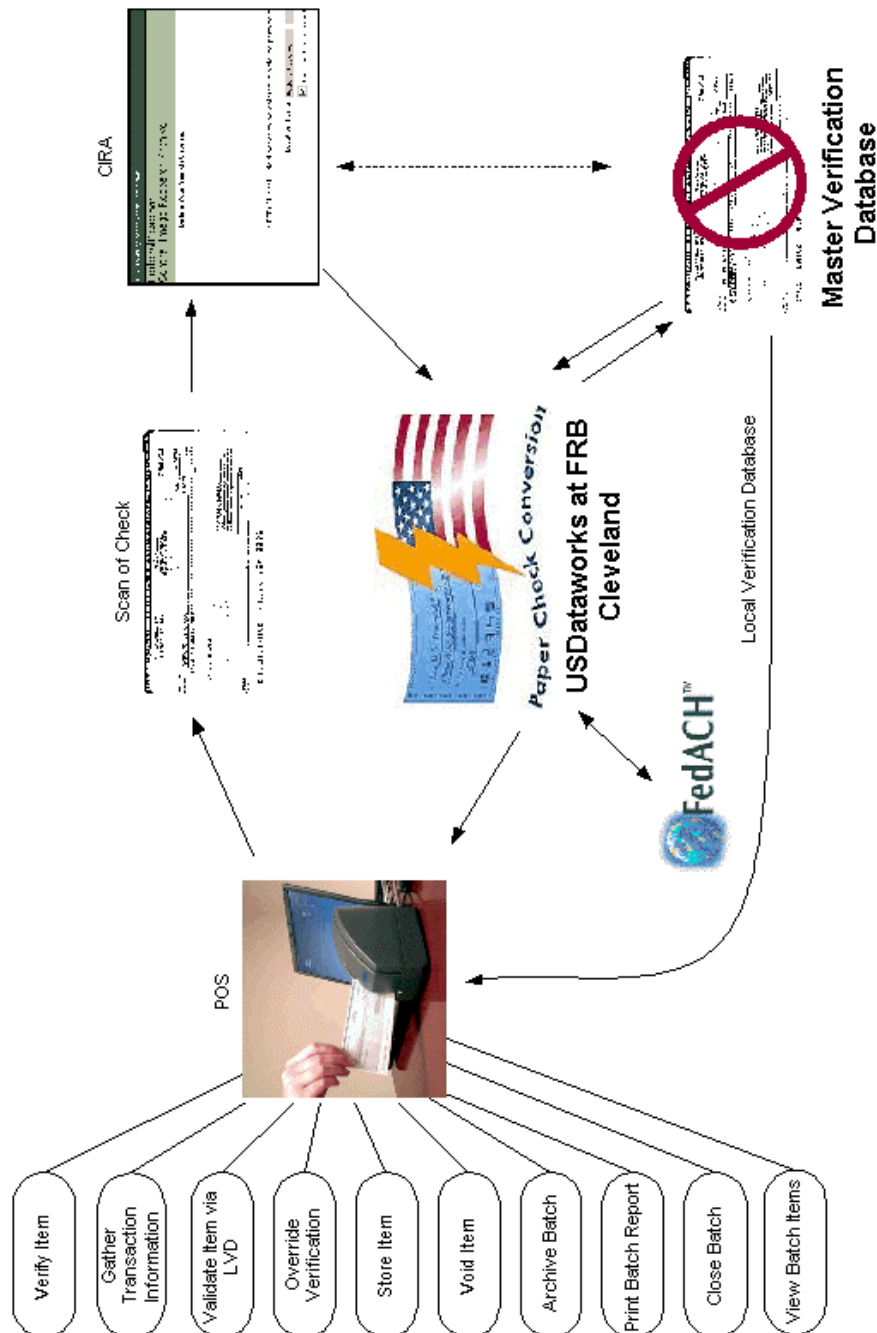 Verify Item
Gather
Transaction
Information
Validate Item via
LVD
Override
Verification
Store Item
Void Item
Archive Batch
Print Batch Report
Close Batch
View Batch Items
POS
Scan of Check
CIRA
Paper Check Conversion
USDataworks at FRB
Cleveland
FedACH™
Local Verification Database
Master Verification
Database